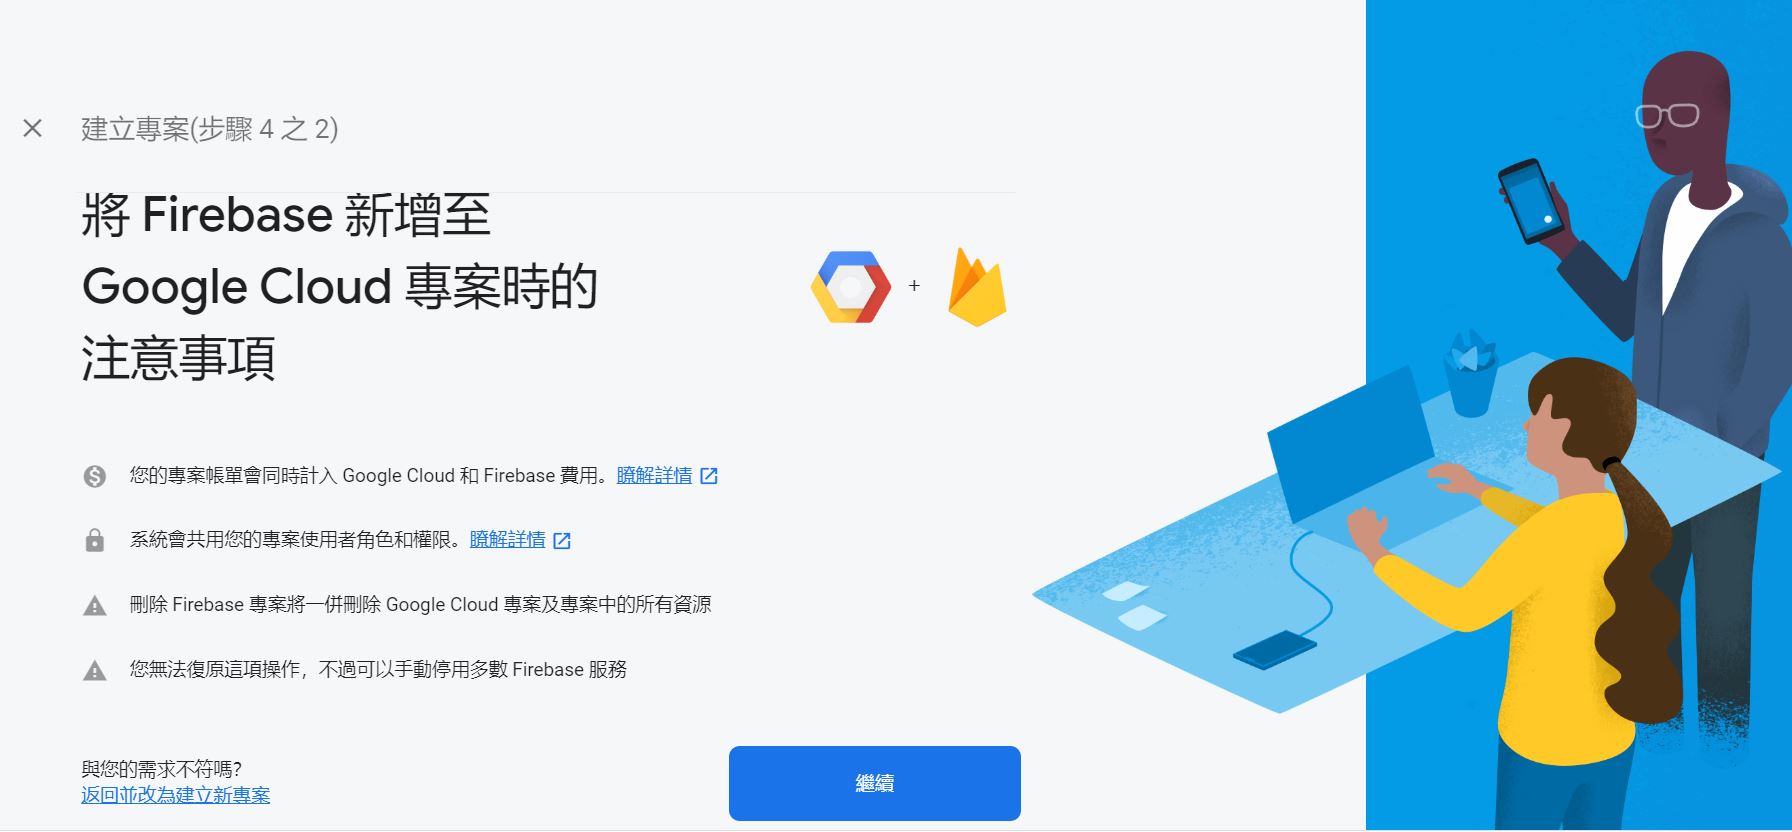 建立專案(步驟 4 之 2)
將 Firebase 新增至
Google Cloud 專案時的
注意事項
+
您的專案帳單會同時計入 Google Cloud 和 Firebase 費用。瞭解詳情
系統會共用您的專案使用者角色和權限。瞭解詳情
刪除 Firebase 專案將一併刪除 Google Cloud 專案及專案中的所有資源
您無法復原這項操作，不過可以手動停用多數 Firebase 服務
與您的需求不符嗎?
返回並改為建立新專案
繼續